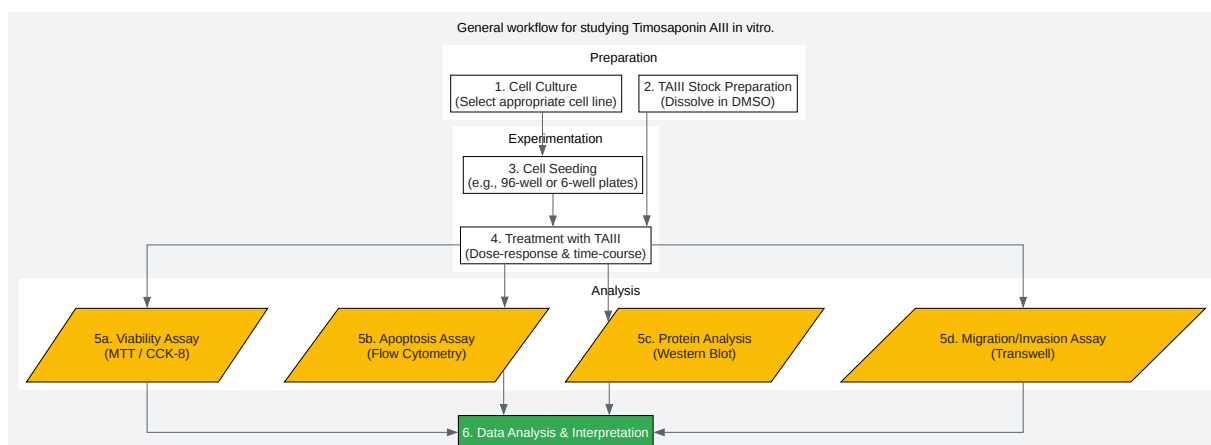 General workflow for studying Timosaponin AIII in vitro.
Preparation
1. Cell Culture
(Select appropriate cell line)
2. TAIII Stock Preparation
(Dissolve in DMSO)
Experimentation
3. Cell Seeding
(e.g., 96-well or 6-well plates)
4. Treatment with TAIII
(Dose-response & time-course)
Analysis
5a. Viability Assay
(MTT / CCK-8)
5b. Apoptosis Assay
(Flow Cytometry)
5c. Protein Analysis
(Western Blot)
5d. Migration/Invasion Assay
(Transwell)
6. Data Analysis & Interpretation